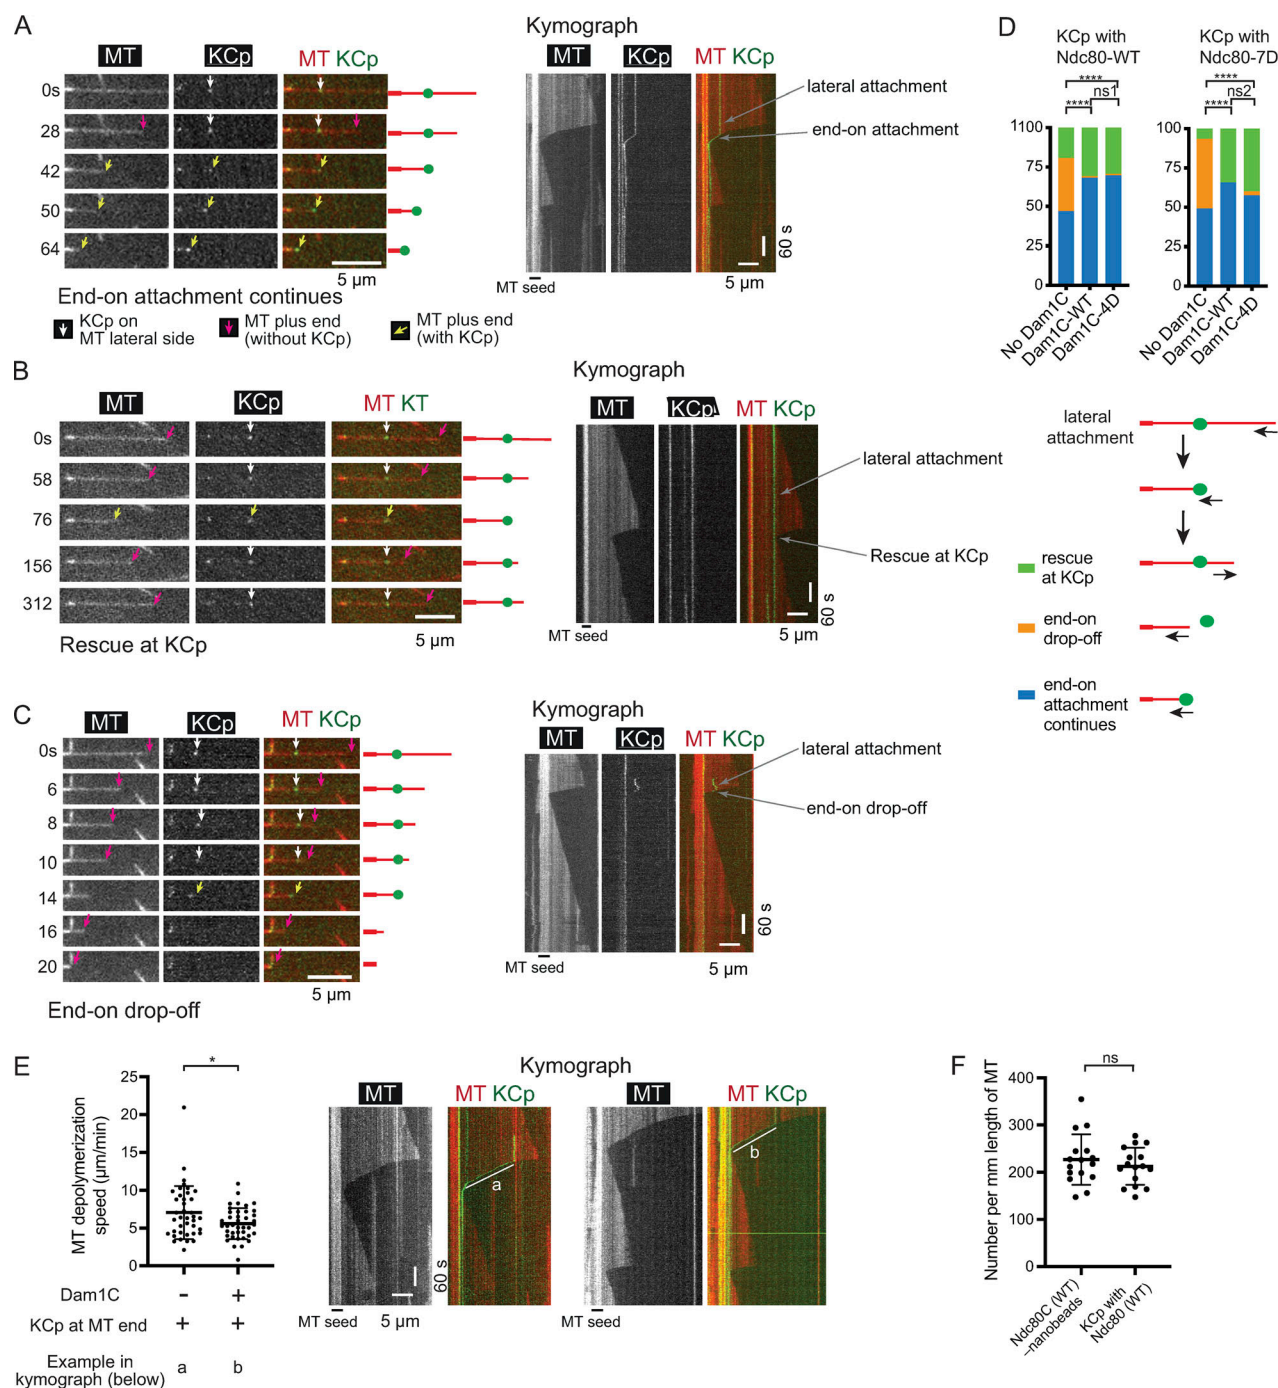 A
MT
KCp
MT KCp
0s
28
42
50
64
5 µm
End-on attachment continues
KCp on
MT lateral side
MT plus end
(without KCp)
MT plus end
(with KCp)
Kymograph
MT
KCp
MT KCp
lateral attachment
end-on attachment
60 s
5 µm
MT seed
D
KCp with
Ndc80-WT
KCp with
Ndc80-7D
****
ns1
****
****
ns2
****
1100
75
50
25
0
100
75
50
25
0
No Dam1C
Dam1C-WT
Dam1C-4D
No Dam1C
Dam1C-WT
Dam1C-4D
lateral
attachment
rescue
at KCp
end-on
drop-off
end-on
attachment
continues
B
MT
KCp
MT KT
0s
58
76
156
312
5 µm
Rescue at KCp
Kymograph
MT
KCp
MT KCp
lateral attachment
Rescue at KCp
60 s
5 µm
MT seed
C
MT
KCp
MT KCp
0s
6
8
10
14
16
20
5 µm
End-on drop-off
Kymograph
MT
KCp
MT KCp
lateral attachment
end-on drop-off
60 s
5 µm
MT seed
E
MT depolymerization
speed (µm/min)
25
20
15
10
5
0
*
Dam1C
- +
KCp at MT end
+ +
Example in
kymograph (below)
a b
Kymograph
MT
MT KCp
a
60 s
MT seed
5 µm
MT
MT KCp
b
MT seed
F
Number per mm length of MT
400
300
200
100
0
ns
Ndc80C (WT)
–nanobeads
KCp with
Ndc80 (WT)